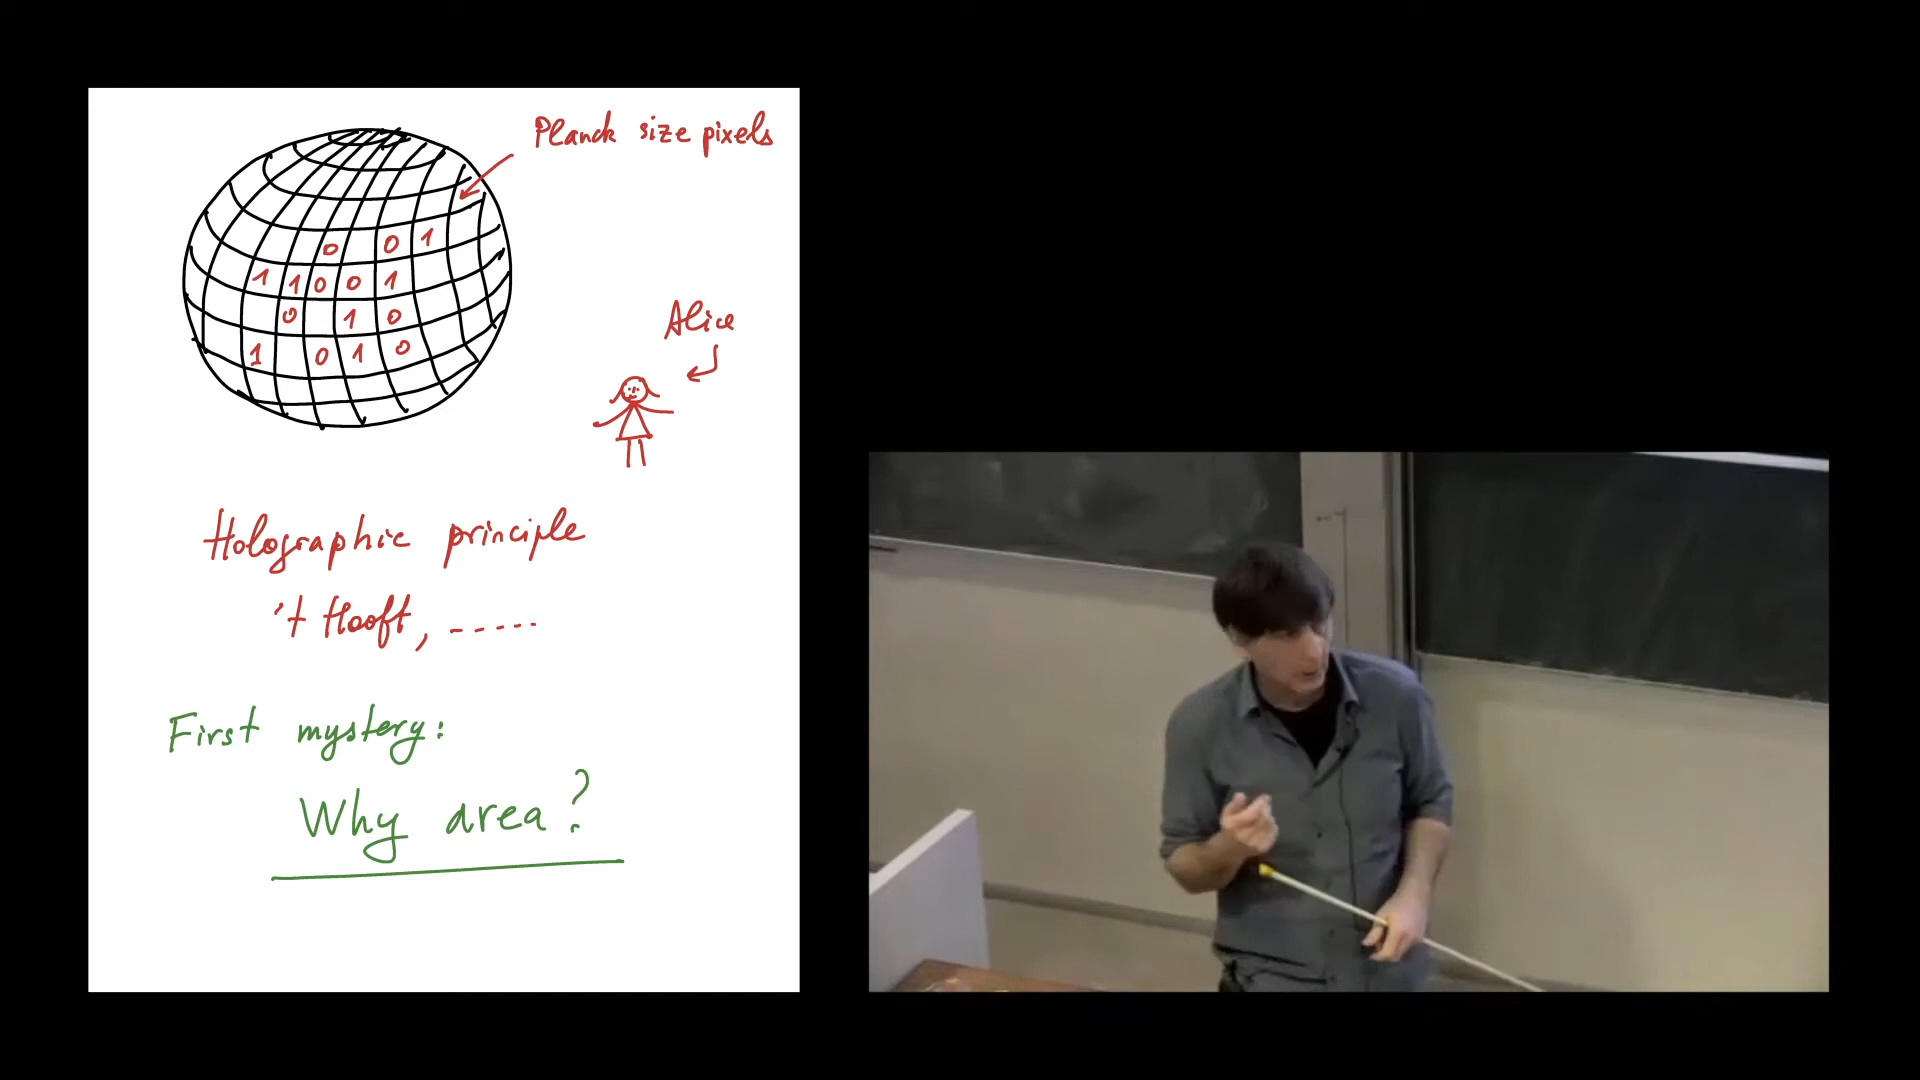 Planck size pixels
0 0 1
1 1 0 0 1
0 1 0
1 0 1 0
Alice
Holographic principle
't Hooft, -----
First mystery:
Why area?